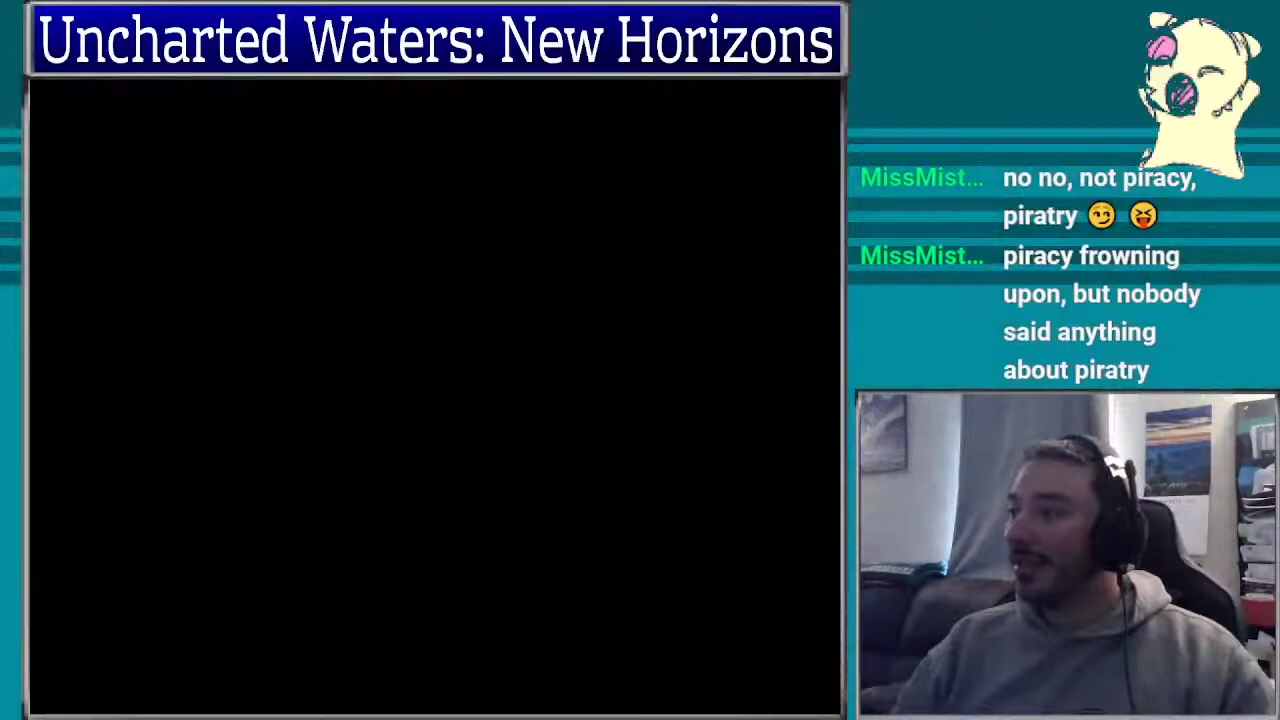 Uncharted Waters: New Horizons
MissMist... no no, not piracy,
piratry 😏 😝
MissMist... piracy frowning
upon, but nobody
said anything
about piratry